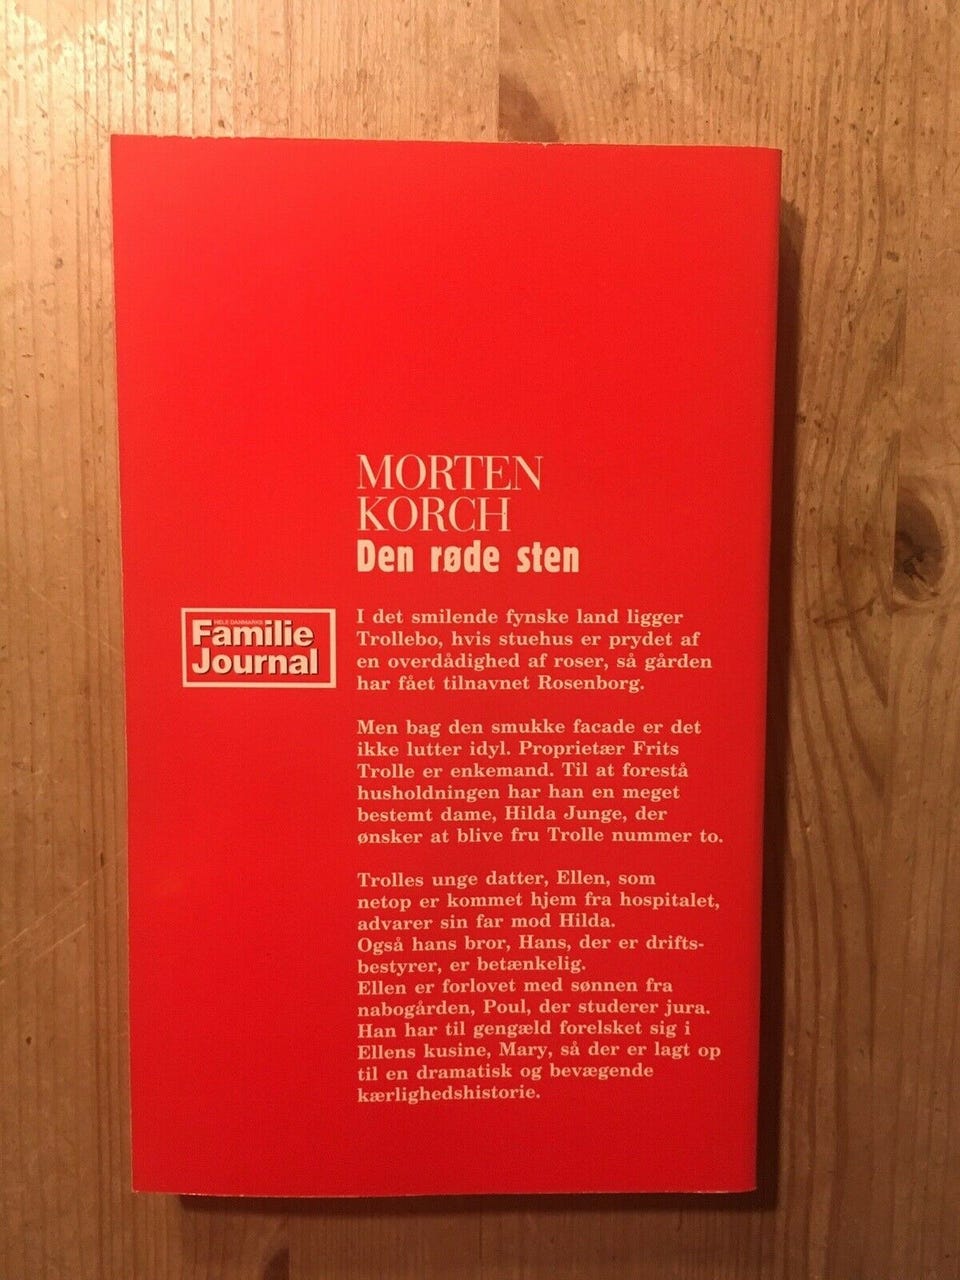 MORTEN
KORCH
Den røde sten
HELE DANMARKS
Familie
Journal
I det smilende fynske land ligger
Trollebo, hvis stuehus er prydet af
en overdådighed af roser, så gården
har fået tilnavnet Rosenborg.
Men bag den smukke facade er det
ikke lutter idyl. Proprietær Frits
Trolle er enkemand. Til at forestå
husholdningen har han en meget
bestemt dame, Hilda Junge, der
ønsker at blive fru Trolle nummer to.
Trolles unge datter, Ellen, som
netop er kommet hjem fra hospitalet,
advarer sin far mod Hilda.
Også hans bror, Hans, der er drifts-
bestyrer, er betænkelig.
Ellen er forlovet med sønnen fra
nabogården, Poul, der studerer jura.
Han har til gengæld forelsket sig i
Ellens kusine, Mary, så der er lagt op
til en dramatisk og bevægende
kærlighedshistorie.